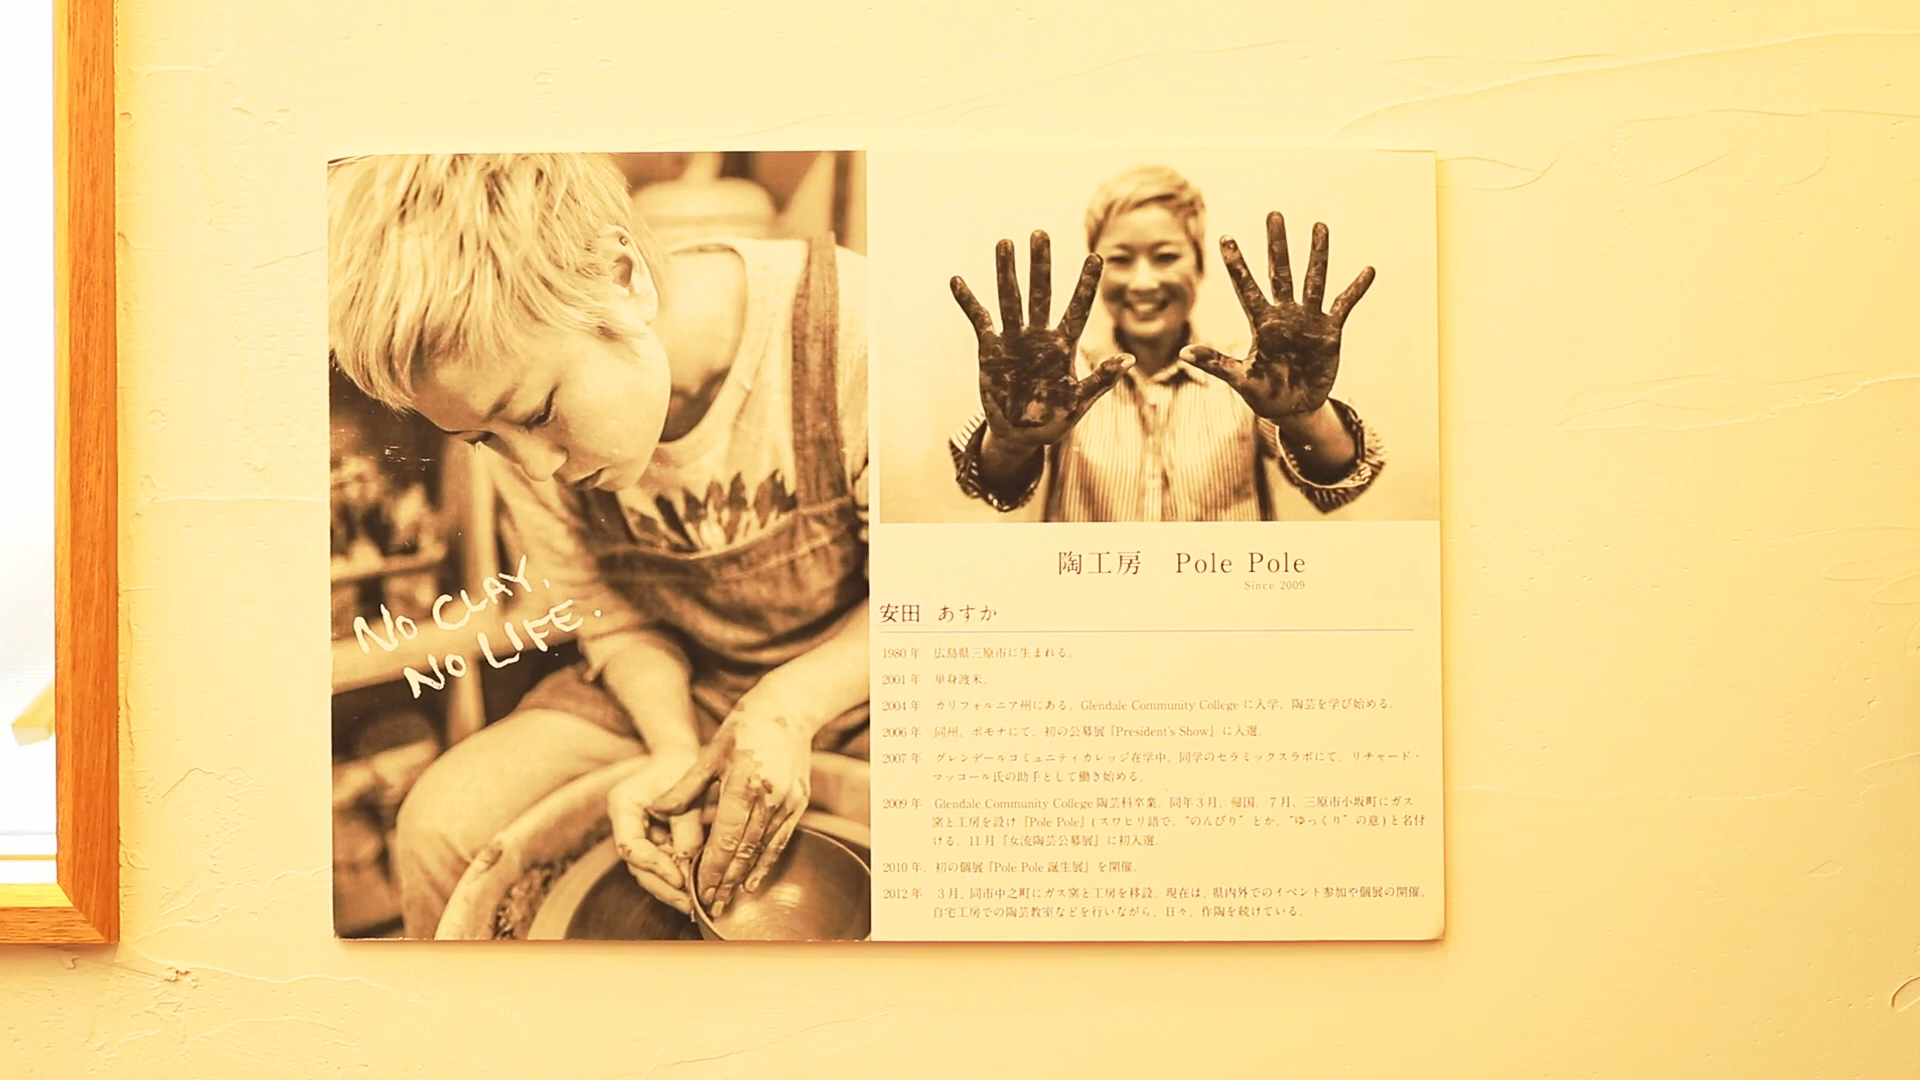 NO CLAY,
NO LIFE.
陶工房 Pole Pole
Since 2009
安田 あすか
1980年 広島県三原市に生まれる。
2001年 単身渡米。
2004年 カリフォルニア州にある、Glendale Community Collegeに入学、陶芸を学び始める。
2006年 同州、ポモナにて、初の公募展『President's Show』に入選。
2007年 グレンデールコミュニティカレッジ在学中、同学のセラミックスラボにて、リチャード・
マッコール氏の助手として働き始める。
2009年 Glendale Community College陶芸科卒業。同年3月、帰国。7月、三原市小坂町にガス
窯と工房を設け『Pole Pole』(スワヒリ語で、“のんびり”とか、“ゆっくり”の意)と名付
ける。11月『女流陶芸公募展』に初入選。
2010年、初の個展『Pole Pole 誕生展』を開催。
2012年 3月、同市中之町にガス窯と工房を移設。現在は、県内外でのイベント参加や個展の開催、
自宅工房での陶芸教室などを行いながら、日々、作陶を続けている。